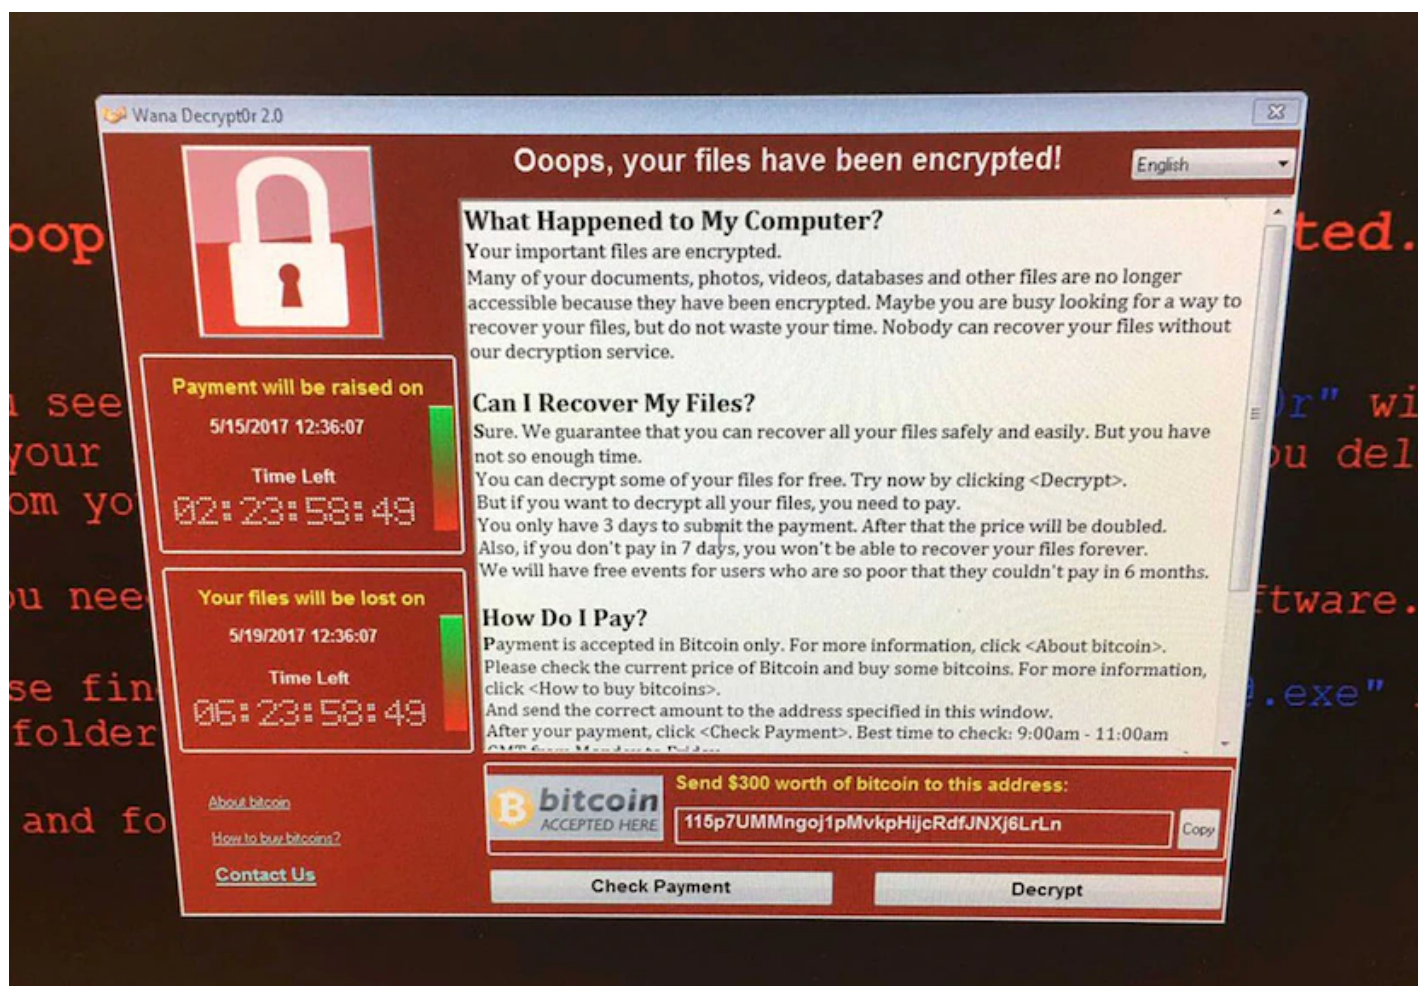 Wana Decrypt0r 2.0
Ooops, your files have been encrypted!
English
What Happened to My Computer?
Your important files are encrypted.
Many of your documents, photos, videos, databases and other files are no longer
accessible because they have been encrypted. Maybe you are busy looking for a way to
recover your files, but do not waste your time. Nobody can recover your files without
our decryption service.
Can I Recover My Files?
Sure. We guarantee that you can recover all your files safely and easily. But you have
not so enough time.
You can decrypt some of your files for free. Try now by clicking <Decrypt>.
But if you want to decrypt all your files, you need to pay.
You only have 3 days to submit the payment. After that the price will be doubled.
Also, if you don't pay in 7 days, you won't be able to recover your files forever.
We will have free events for users who are so poor that they couldn't pay in 6 months.
How Do I Pay?
Payment is accepted in Bitcoin only. For more information, click <About bitcoin>.
Please check the current price of Bitcoin and buy some bitcoins. For more information,
click <How to buy bitcoins>.
And send the correct amount to the address specified in this window.
After your payment, click <Check Payment>. Best time to check: 9:00am - 11:00am
Payment will be raised on
5/15/2017 12:36:07
Time Left
02:23:58:49
Your files will be lost on
5/19/2017 12:36:07
Time Left
06:23:58:49
About bitcoin
How to buy bitcoins?
Contact Us
bitcoin
ACCEPTED HERE
Send $300 worth of bitcoin to this address:
115p7UMMngoj1pMvkpHijcRdfJNXj6LrLn
Copy
Check Payment
Decrypt
oop
ted.
see
r" wi
your
u del
om yo
u nee
ftware.
se fin
.exe"
folder
and fo